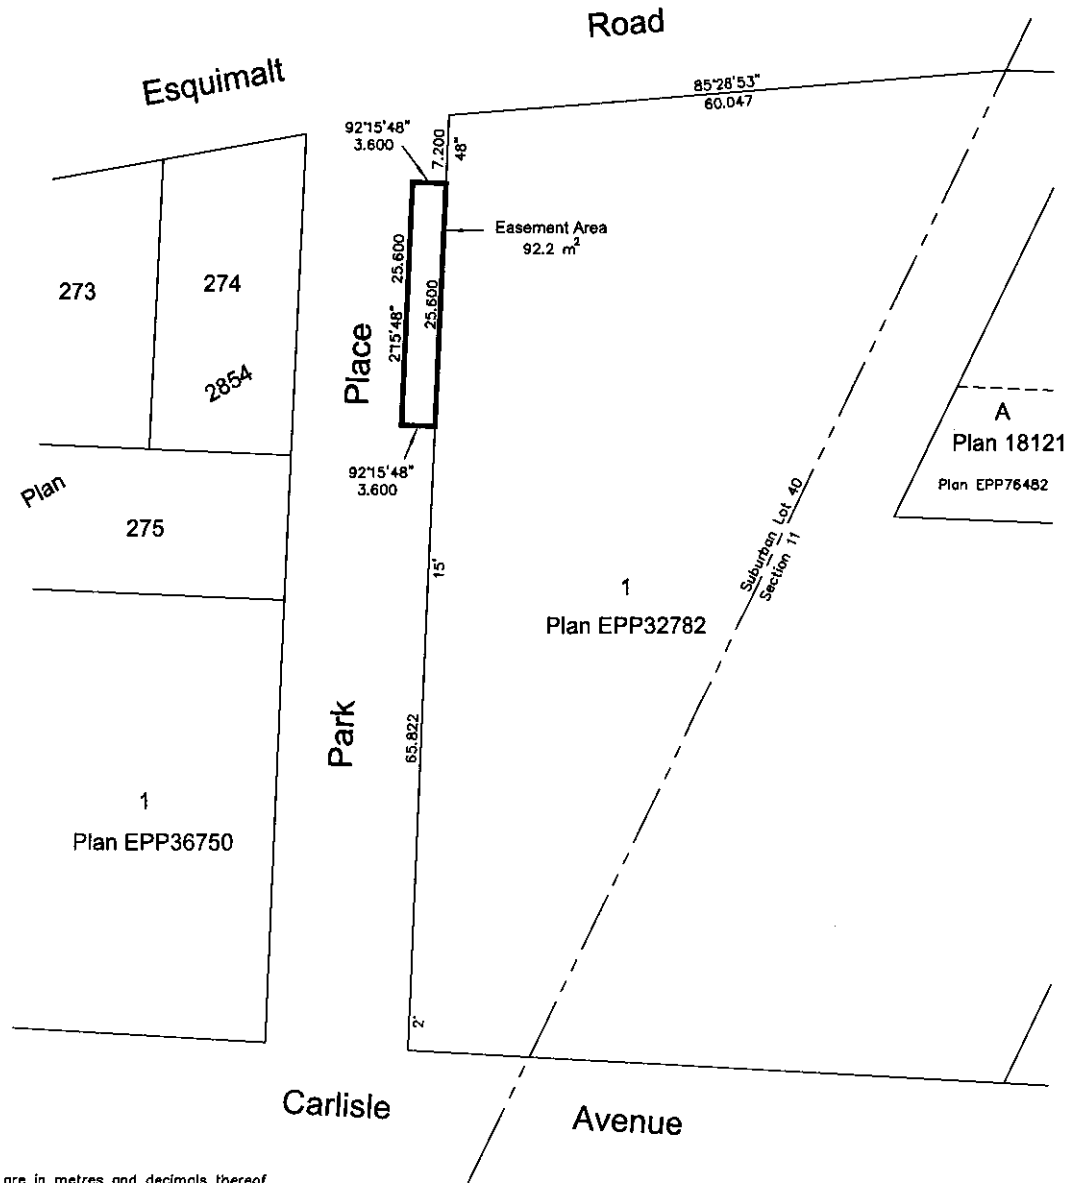 Road
Esquimalt
85°28'53"
60.047
92°15'48"
3.600
7.200
48"
Easement Area
92.2 m²
273
274
25.600
25.600
2°15'48"
Place
2854
A
Plan 18121
Plan EPP76482
92°15'48"
3.600
Plan
275
Suburban Lot 40
Section 11
15'
1
Plan EPP32782
65.822
Park
1
Plan EPP36750
2°
Carlisle
Avenue
are in metres and decimals thereof